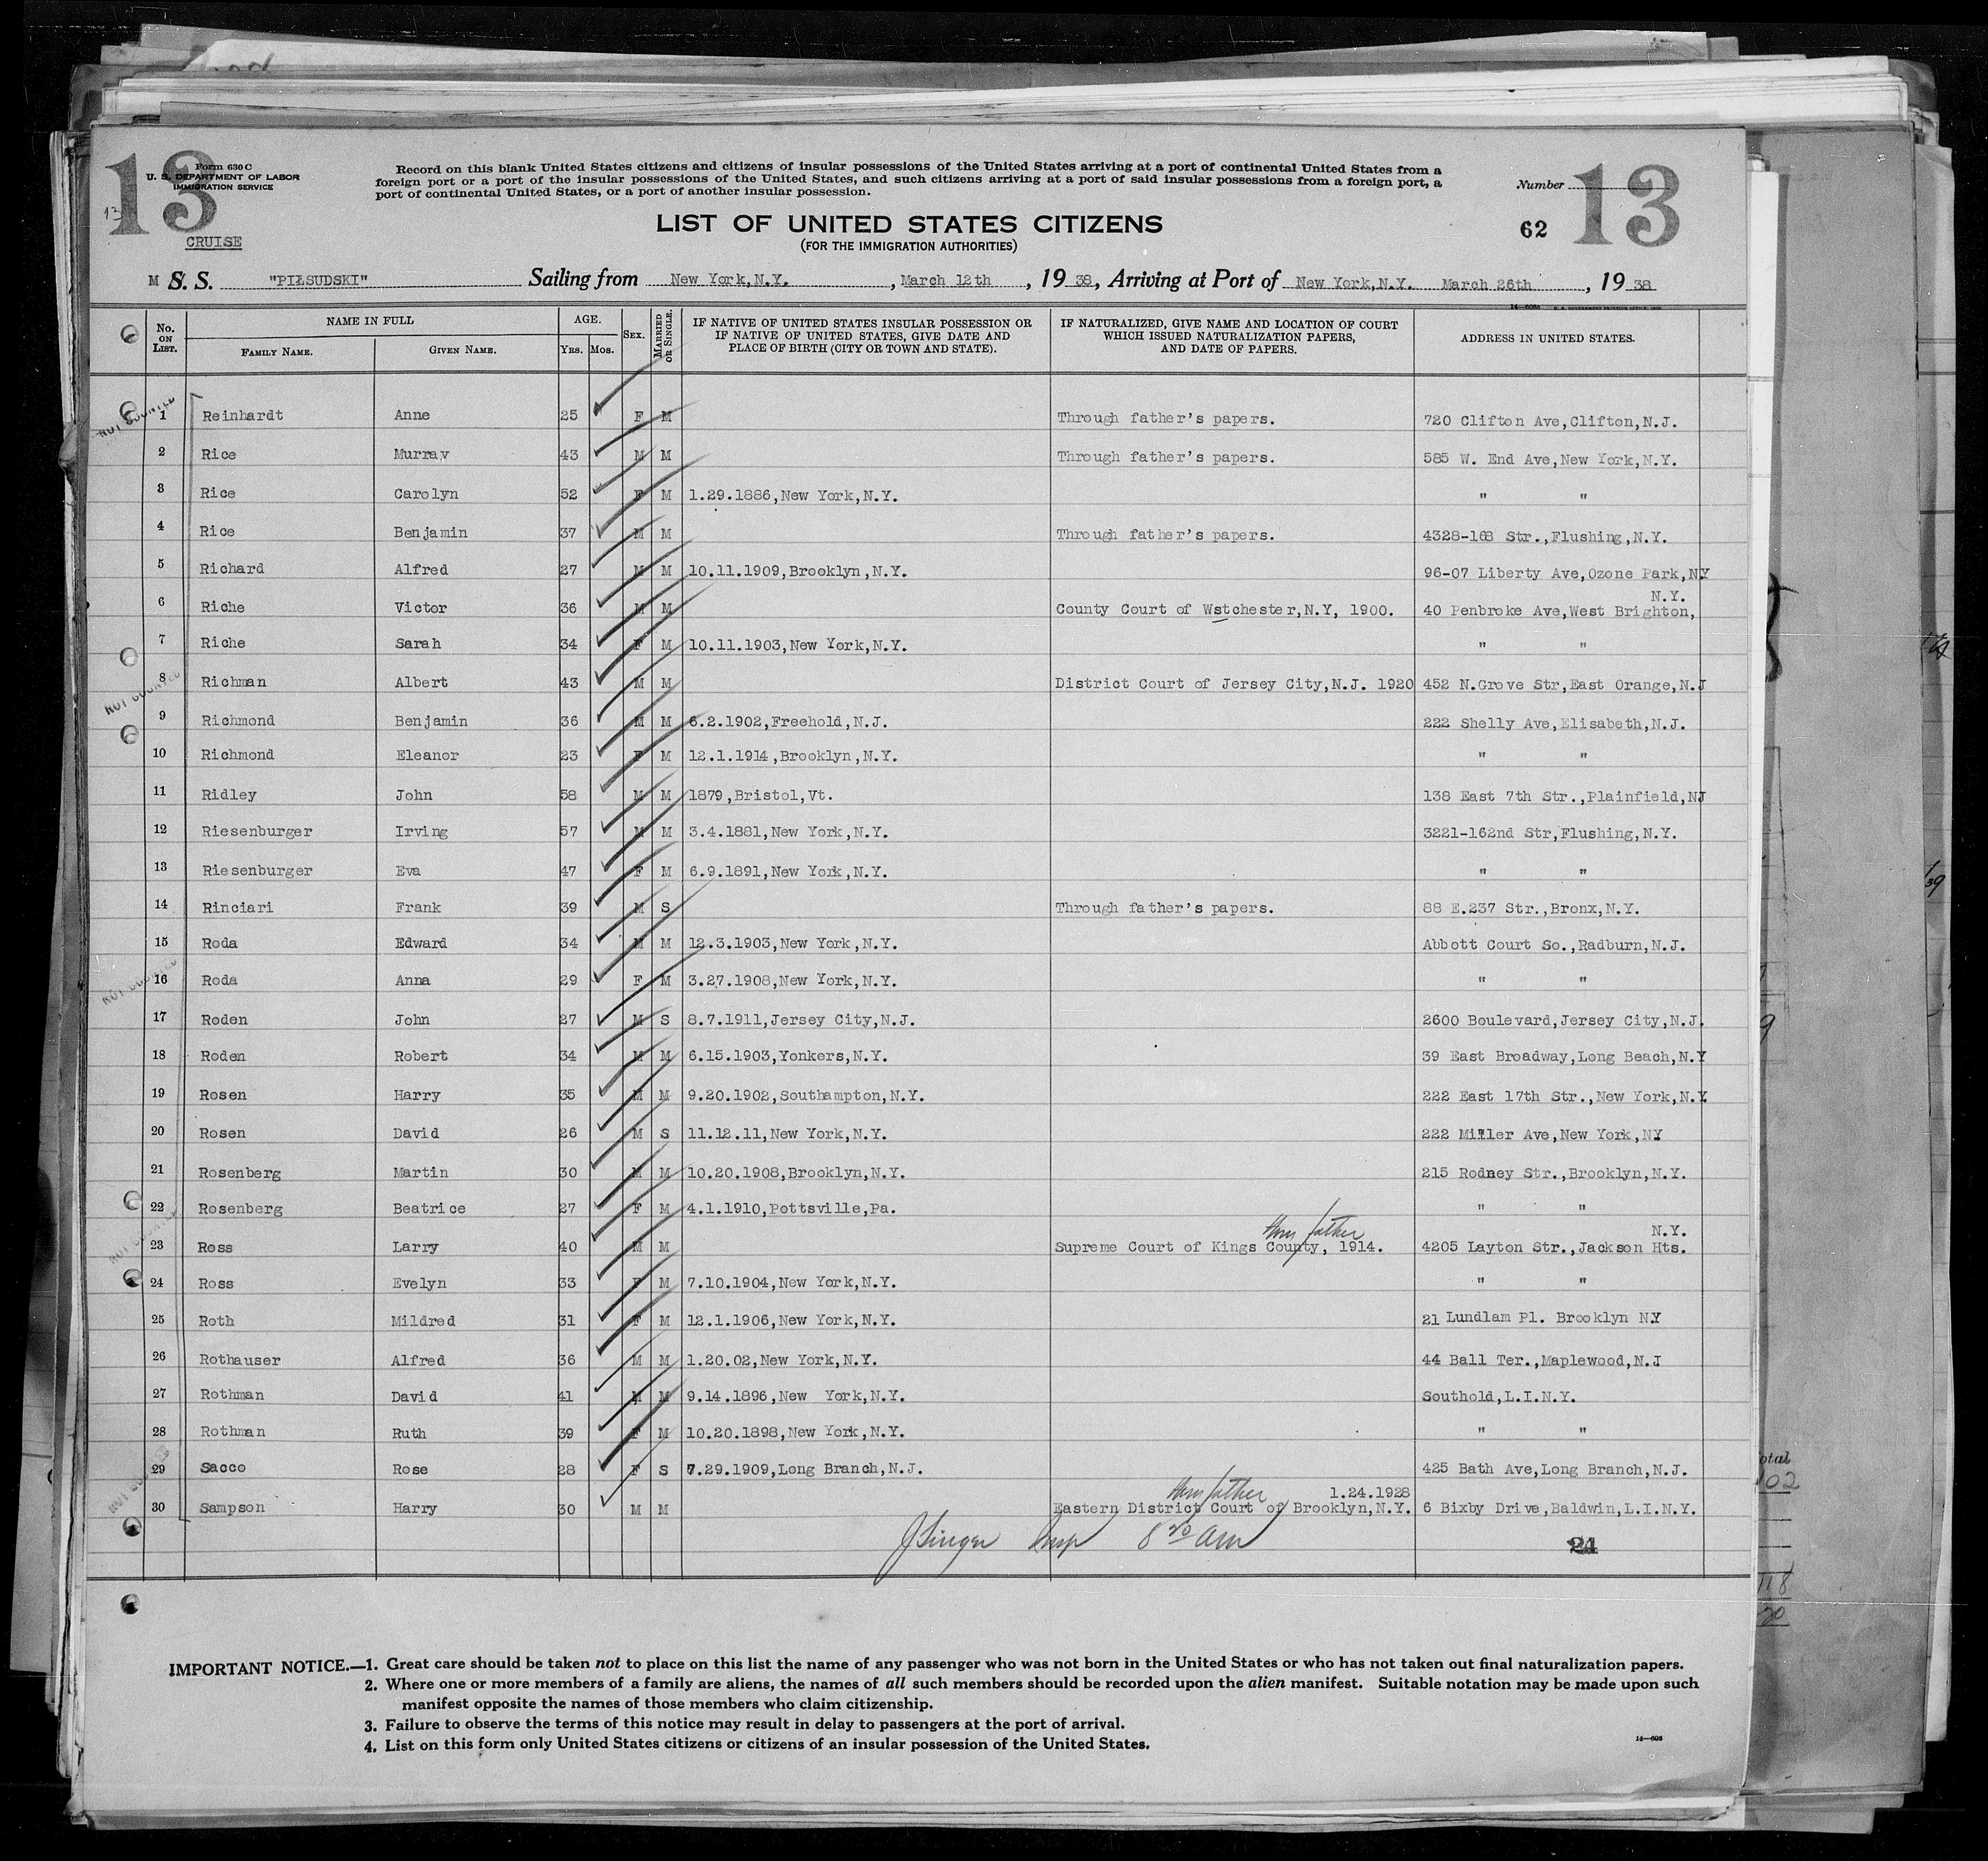 13
Form 630 C
U. S. DEPARTMENT OF LABOR
IMMIGRATION SERVICE
13
CRUISE
Record on this blank United States citizens and citizens of insular possessions of the United States arriving at a port of continental United States from a
foreign port or a port of the insular possessions of the United States, and such citizens arriving at a port of said insular possessions from a foreign port, a
port of continental United States, or a port of another insular possession.
Number 13
62
LIST OF UNITED STATES CITIZENS
(FOR THE IMMIGRATION AUTHORITIES)
M S. S. "PIŁSUDSKI" Sailing from New York,N.Y. , March 12th , 19 38, Arriving at Port of New York,N.Y. March 26th , 19 38
No. ON LIST. NAME IN FULL FAMILY NAME. GIVEN NAME. AGE. YRS. MOS. SEX. MARRIED OR SINGLE. IF NATIVE OF UNITED STATES INSULAR POSSESSION OR IF NATIVE OF UNITED STATES, GIVE DATE AND PLACE OF BIRTH (CITY OR TOWN AND STATE). IF NATURALIZED, GIVE NAME AND LOCATION OF COURT WHICH ISSUED NATURALIZATION PAPERS, AND DATE OF PAPERS. ADDRESS IN UNITED STATES.
NOT COUNTED
1 Reinhardt Anne 25 F M Through father's papers. 720 Clifton Ave,Clifton,N.J.
2 Rice Murray 43 M M Through father's papers. 585 W. End Ave,New York,N.Y.
3 Rice Carolyn 52 F M 1.29.1886,New York,N.Y. " "
4 Rice Benjamin 37 M M Through father's papers. 4328-168 Str.,Flushing,N.Y.
5 Richard Alfred 27 M M 10.11.1909,Brooklyn,N.Y. 96-07 Liberty Ave,Ozone Park,NY
N.Y.
6 Riche Victor 36 M M County Court of Wstchester,N.Y, 1900. 40 Penbroke Ave,West Brighton,
7 Riche Sarah 34 F M 10.11.1903,New York,N.Y. " "
NOT COUNTED
8 Richman Albert 43 M M District Court of Jersey City,N.J. 1920 452 N.Grove Str,East Orange,N.J
9 Richmond Benjamin 36 M M 6.2.1902,Freehold,N.J. 222 Shelly Ave,Elisabeth,N.J.
10 Richmond Eleanor 23 F M 12.1.1914,Brooklyn,N.Y. " "
11 Ridley John 58 M M 1879,Bristol,Vt. 138 East 7th Str.,Plainfield,NJ
12 Riesenburger Irving 57 M M 3.4.1881,New York,N.Y. 3221-162nd Str,Flushing,N.Y.
13 Riesenburger Eva 47 F M 6.9.1891,New York,N.Y. " "
14 Rinciari Frank 39 M S Through father's papers. 88 E.237 Str.,Bronx,N.Y.
15 Roda Edward 34 M M 12.3.1903,New York,N.Y. Abbott Court So.,Radburn,N.J.
NOT COUNTED
16 Roda Anna 29 F M 3.27.1908,New York,N.Y. " "
17 Roden John 27 M S 8.7.1911,Jersey City,N.J. 2600 Boulevard,Jersey City,N.J.
18 Roden Robert 34 M M 6.15.1903,Yonkers,N.Y. 39 East Broadway,Long Beach,N.Y
19 Rosen Harry 35 M M 9.20.1902,Southampton,N.Y. 222 East 17th Str.,New York,N.Y
20 Rosen David 26 M S 11.12.11,New York,N.Y. 222 Miller Ave,New York,NY
21 Rosenberg Martin 30 M M 10.20.1908,Brooklyn,N.Y. 215 Rodney Str.,Brooklyn,N.Y.
22 Rosenberg Beatrice 27 F M 4.1.1910,Pottsville,Pa. " "
NOT COUNTED
thru father N.Y.
23 Ross Larry 40 M M Supreme Court of Kings County, 1914. 4205 Layton Str.,Jackson Hts.
24 Ross Evelyn 33 F M 7.10.1904,New York,N.Y. " "
25 Roth Mildred 31 F M 12.1.1906,New York,N.Y. 21 Lundlam Pl. Brooklyn NY
26 Rothauser Alfred 36 M M 1.20.02,New York,N.Y. 44 Ball Ter.,Maplewood,N.J
27 Rothman David 41 M M 9.14.1896,New York,N.Y. Southold,L.I.N.Y.
28 Rothman Ruth 39 F M 10.20.1898,New York,N.Y. " "
29 Sacco Rose 28 F S 7.29.1909,Long Branch,N.J. 425 Bath Ave,Long Branch,N.J.
thru father 1.24.1928
30 Sampson Harry 30 M M Eastern District Court of Brooklyn,N.Y. 6 Bixby Drive,Baldwin,L.I.N.Y.
JSinger Insp 8 30 am
IMPORTANT NOTICE.—1. Great care should be taken not to place on this list the name of any passenger who was not born in the United States or who has not taken out final naturalization papers.
2. Where one or more members of a family are aliens, the names of all such members should be recorded upon the alien manifest. Suitable notation may be made upon such
manifest opposite the names of those members who claim citizenship.
3. Failure to observe the terms of this notice may result in delay to passengers at the port of arrival.
4. List on this form only United States citizens or citizens of an insular possession of the United States.